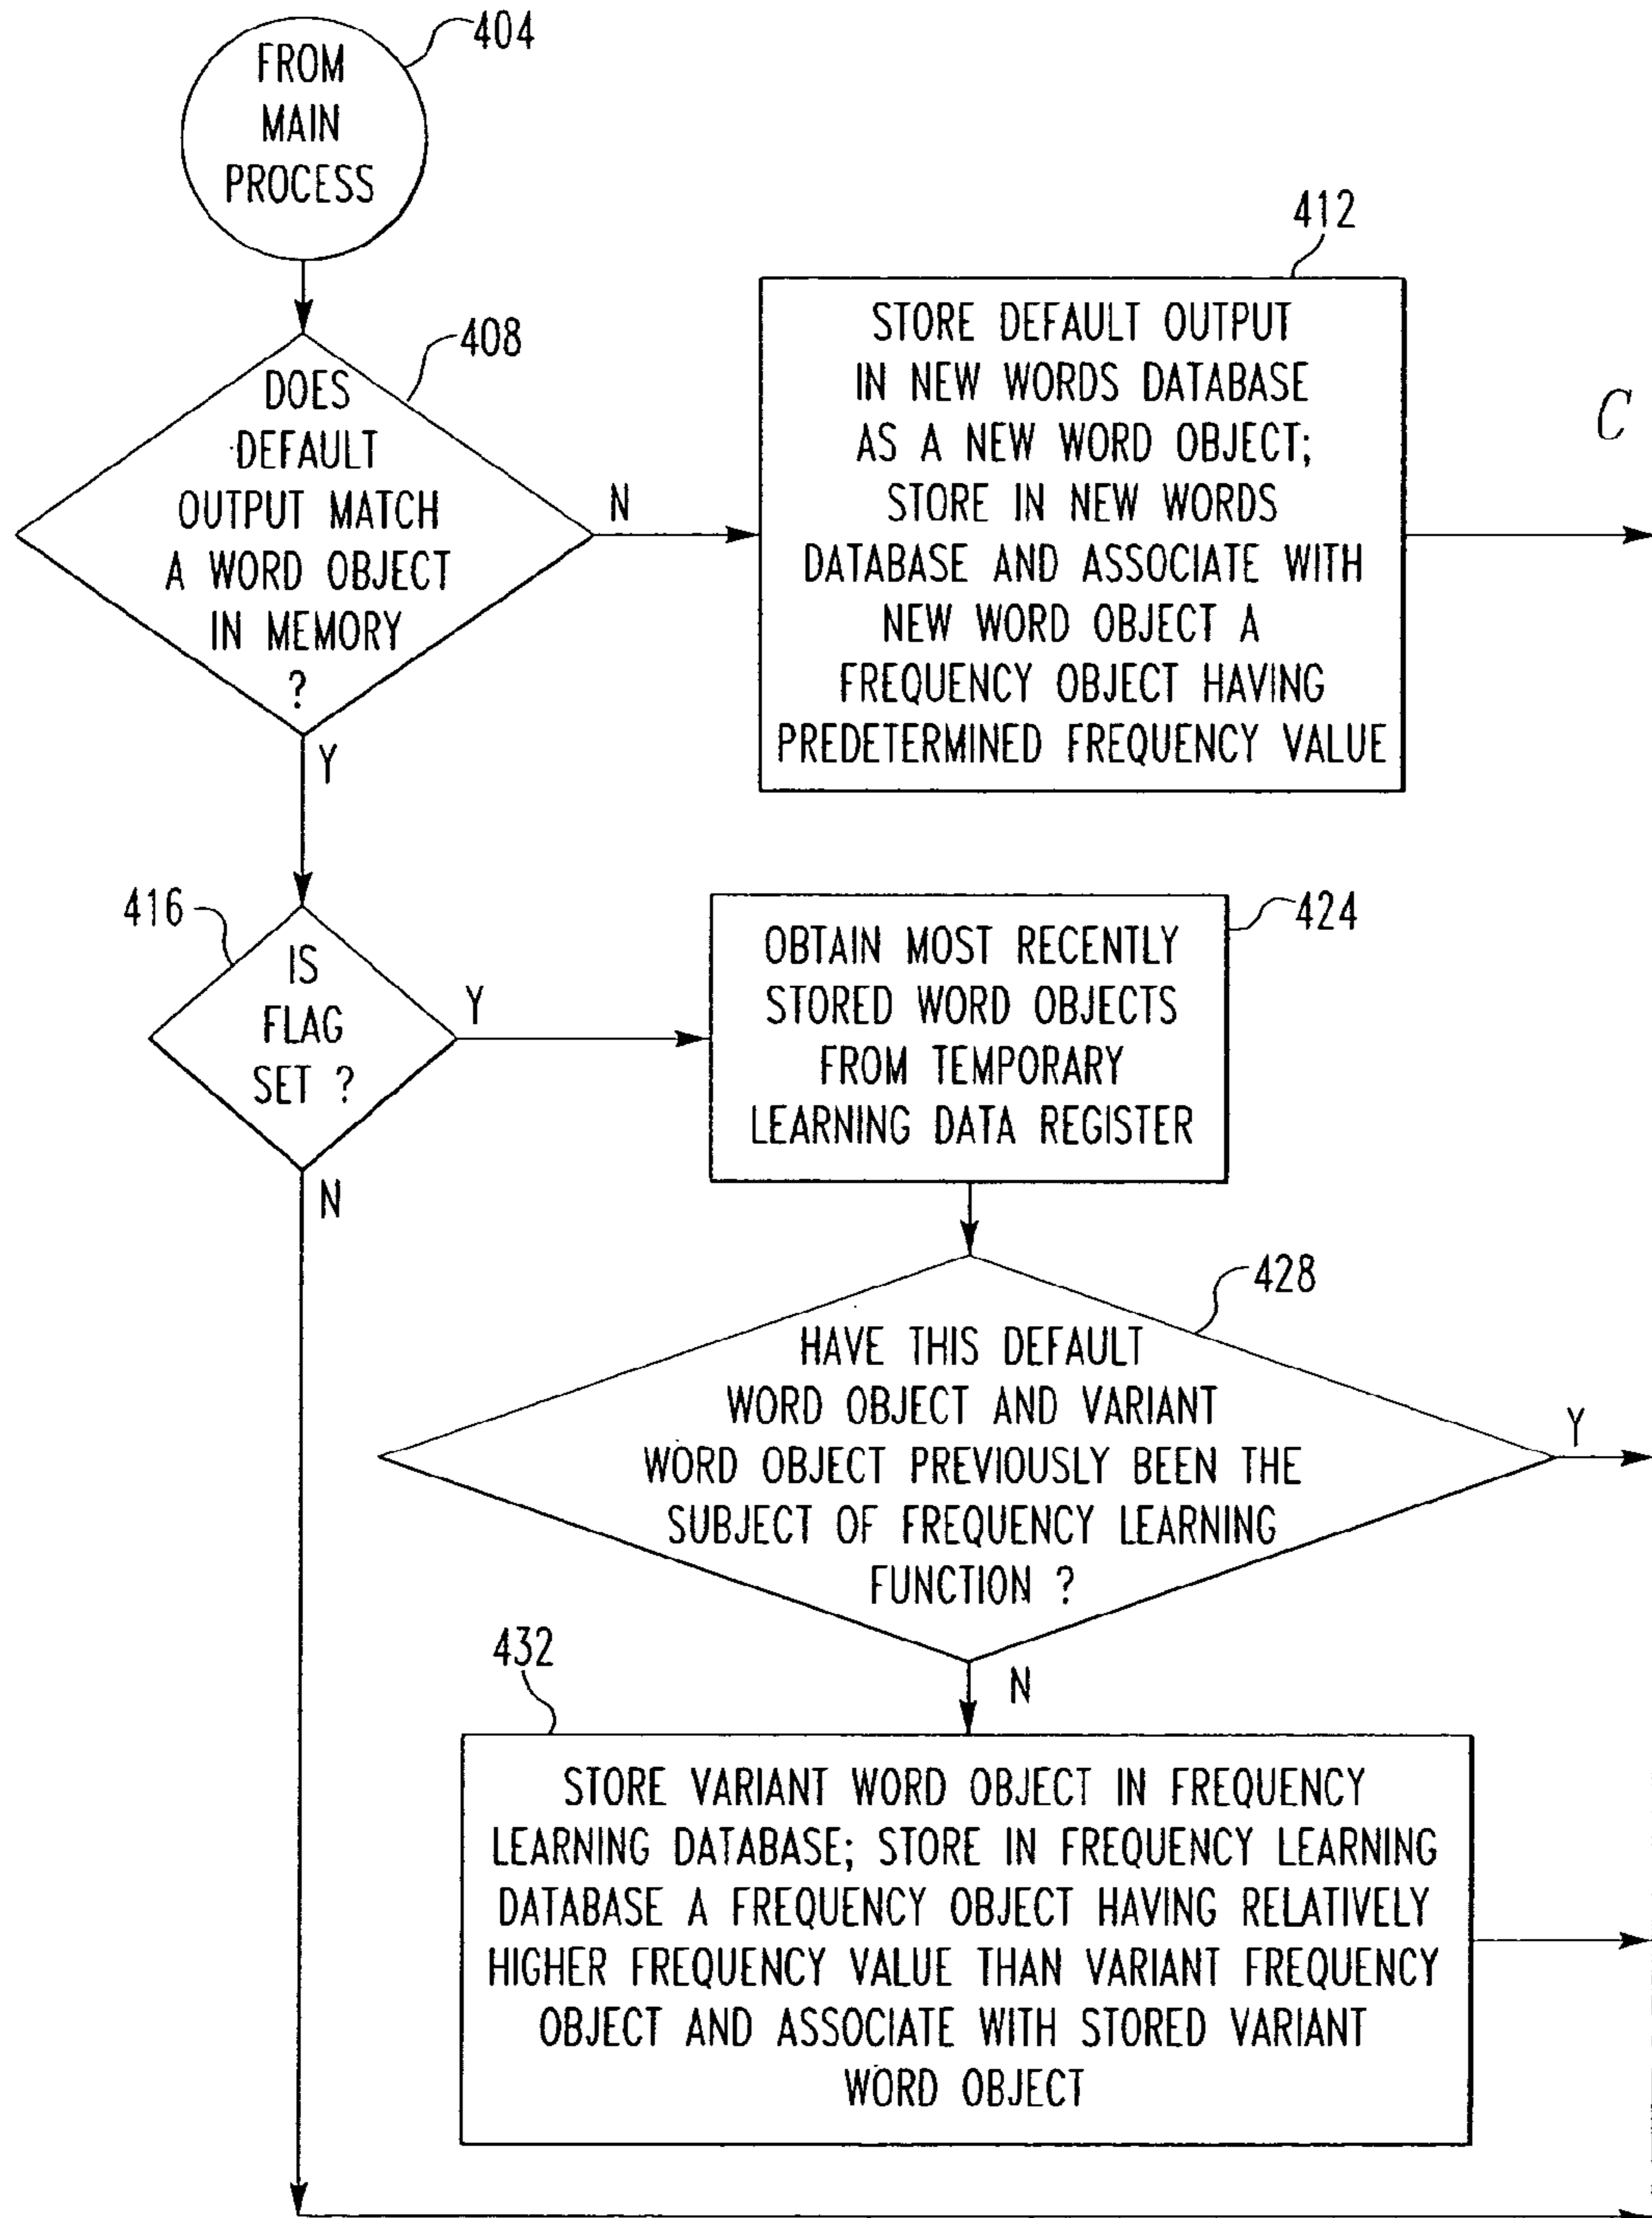 404
FROM
MAIN
PROCESS
408
DOES
DEFAULT
OUTPUT MATCH
A WORD OBJECT
IN MEMORY
?
N
Y
412
STORE DEFAULT OUTPUT
IN NEW WORDS DATABASE
AS A NEW WORD OBJECT;
STORE IN NEW WORDS
DATABASE AND ASSOCIATE WITH
NEW WORD OBJECT A
FREQUENCY OBJECT HAVING
PREDETERMINED FREQUENCY VALUE
C
416
IS
FLAG
SET ?
Y
N
424
OBTAIN MOST RECENTLY
STORED WORD OBJECTS
FROM TEMPORARY
LEARNING DATA REGISTER
428
HAVE THIS DEFAULT
WORD OBJECT AND VARIANT
WORD OBJECT PREVIOUSLY BEEN THE
SUBJECT OF FREQUENCY LEARNING
FUNCTION ?
Y
N
432
STORE VARIANT WORD OBJECT IN FREQUENCY
LEARNING DATABASE; STORE IN FREQUENCY LEARNING
DATABASE A FREQUENCY OBJECT HAVING RELATIVELY
HIGHER FREQUENCY VALUE THAN VARIANT FREQUENCY
OBJECT AND ASSOCIATE WITH STORED VARIANT
WORD OBJECT